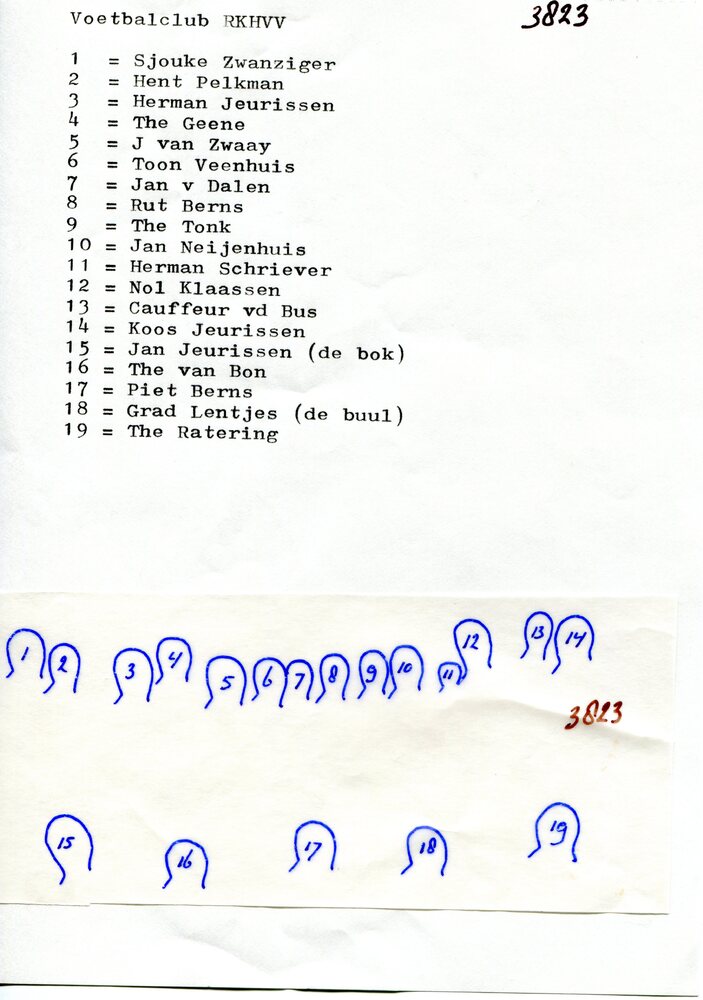 Voetbalclub RKHVV 3823
1 = Sjouke Zwanziger
2 = Hent Pelkman
3 = Herman Jeurissen
4 = The Geene
5 = J van Zwaay
6 = Toon Veenhuis
7 = Jan v Dalen
8 = Rut Berns
9 = The Tonk
10 = Jan Neijenhuis
11 = Herman Schriever
12 = Nol Klaassen
13 = Cauffeur vd Bus
14 = Koos Jeurissen
15 = Jan Jeurissen (de bok)
16 = The van Bon
17 = Piet Berns
18 = Grad Lentjes (de buul)
19 = The Ratering
1 2 3 4 5 6 7 8 9 10 11 12 13 14
3823
15 16 17 18 19